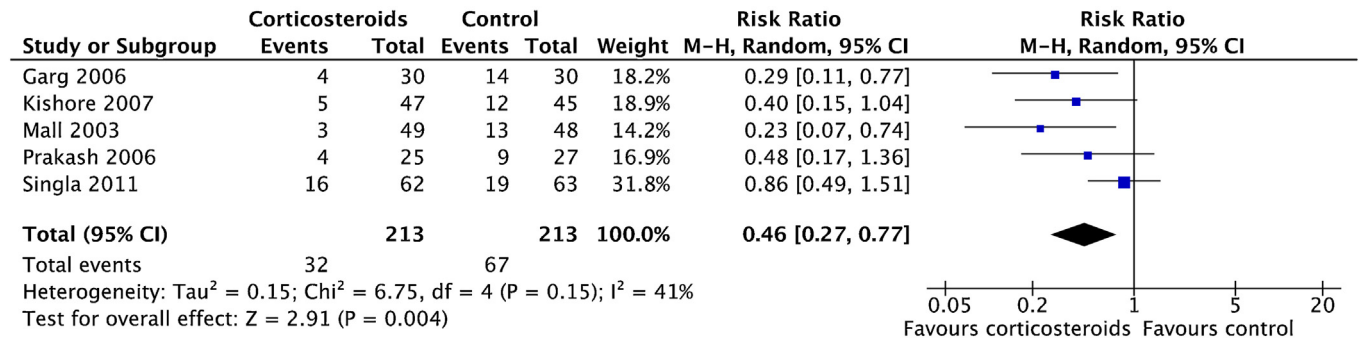 Corticosteroids Control Risk Ratio Risk Ratio
Study or Subgroup Events Total Events Total Weight M-H, Random, 95% CI M-H, Random, 95% CI
Garg 2006 4 30 14 30 18.2% 0.29 [0.11, 0.77]
Kishore 2007 5 47 12 45 18.9% 0.40 [0.15, 1.04]
Mall 2003 3 49 13 48 14.2% 0.23 [0.07, 0.74]
Prakash 2006 4 25 9 27 16.9% 0.48 [0.17, 1.36]
Singla 2011 16 62 19 63 31.8% 0.86 [0.49, 1.51]
Total (95% CI) 213 213 100.0% 0.46 [0.27, 0.77]
Total events 32 67
Heterogeneity: Tau² = 0.15; Chi² = 6.75, df = 4 (P = 0.15); I² = 41%
Test for overall effect: Z = 2.91 (P = 0.004)
0.05 0.2 1 5 20
Favours corticosteroids Favours control